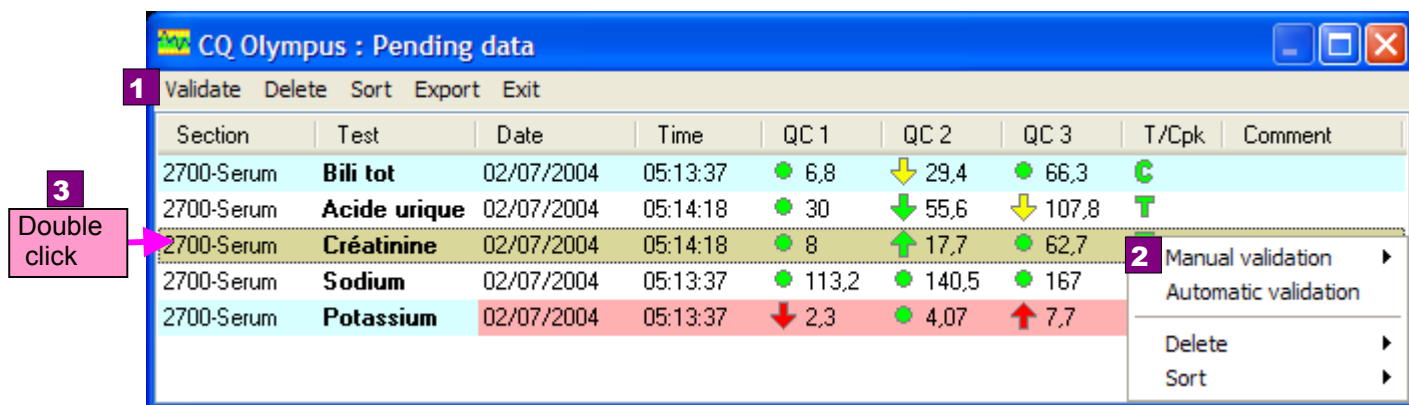 CQ Olympus : Pending data
1 Validate Delete Sort Export Exit
Section Test Date Time QC 1 QC 2 QC 3 T/Cpk Comment
2700-Serum Bili tot 02/07/2004 05:13:37 6,8 29,4 66,3 C
2700-Serum Acide urique 02/07/2004 05:14:18 30 55,6 107,8 T
3
Double
click
2700-Serum Créatinine 02/07/2004 05:14:18 8 17,7 62,7
2700-Serum Sodium 02/07/2004 05:13:37 113,2 140,5 167
2700-Serum Potassium 02/07/2004 05:13:37 2,3 4,07 7,7
2 Manual validation
Automatic validation
Delete
Sort